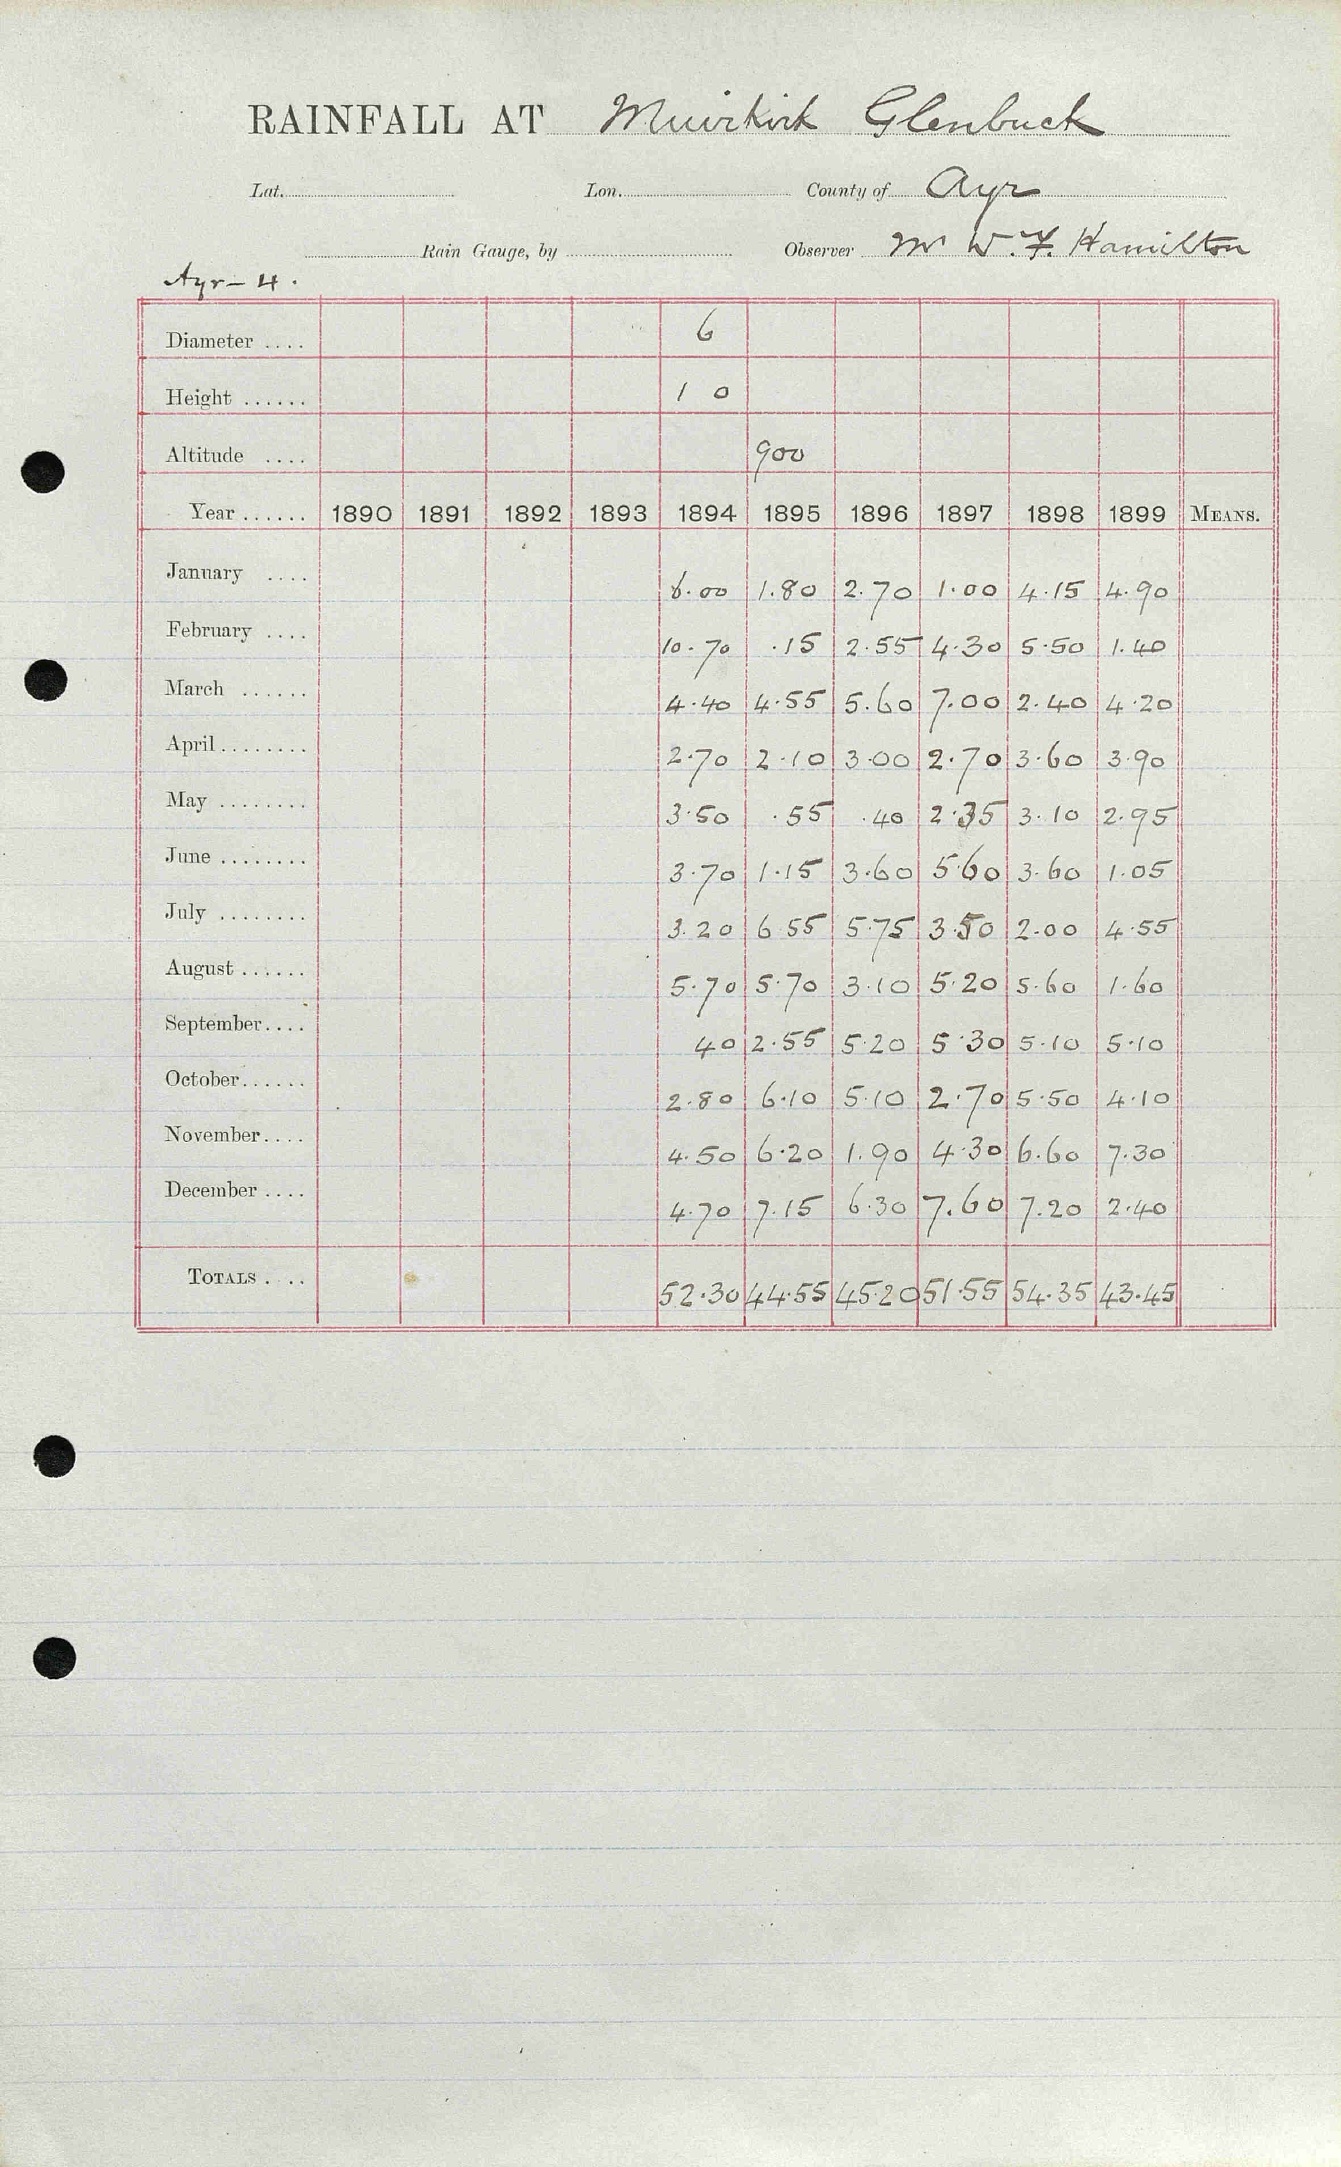 RAINFALL AT Muirkirk Glenbuck
Lat. Lon. County of Ayr
Rain Gauge, by Observer Mr W. F. Hamilton
Ayr - 4.
Diameter .... 6
Height ...... 1 0
Altitude .... 900
Year ...... 1890 1891 1892 1893 1894 1895 1896 1897 1898 1899 MEANS.
January .... 6.00 1.80 2.70 1.00 4.15 4.90
February .... 10.70 .15 2.55 4.30 5.50 1.40
March ...... 4.40 4.55 5.60 7.00 2.40 4.20
April ........ 2.70 2.10 3.00 2.70 3.60 3.90
May ........ 3.50 .55 .40 2.35 3.10 2.95
June ........ 3.70 1.15 3.60 5.60 3.60 1.05
July ........ 3.20 6.55 5.75 3.50 2.00 4.55
August ...... 5.70 5.70 3.10 5.20 5.60 1.60
September.... 40 2.55 5.20 5.30 5.10 5.10
October...... 2.80 6.10 5.10 2.70 5.50 4.10
November.... 4.50 6.20 1.90 4.30 6.60 7.30
December .... 4.70 7.15 6.30 7.60 7.20 2.40
TOTALS . .. 52.30 44.55 45.20 51.55 54.35 43.45